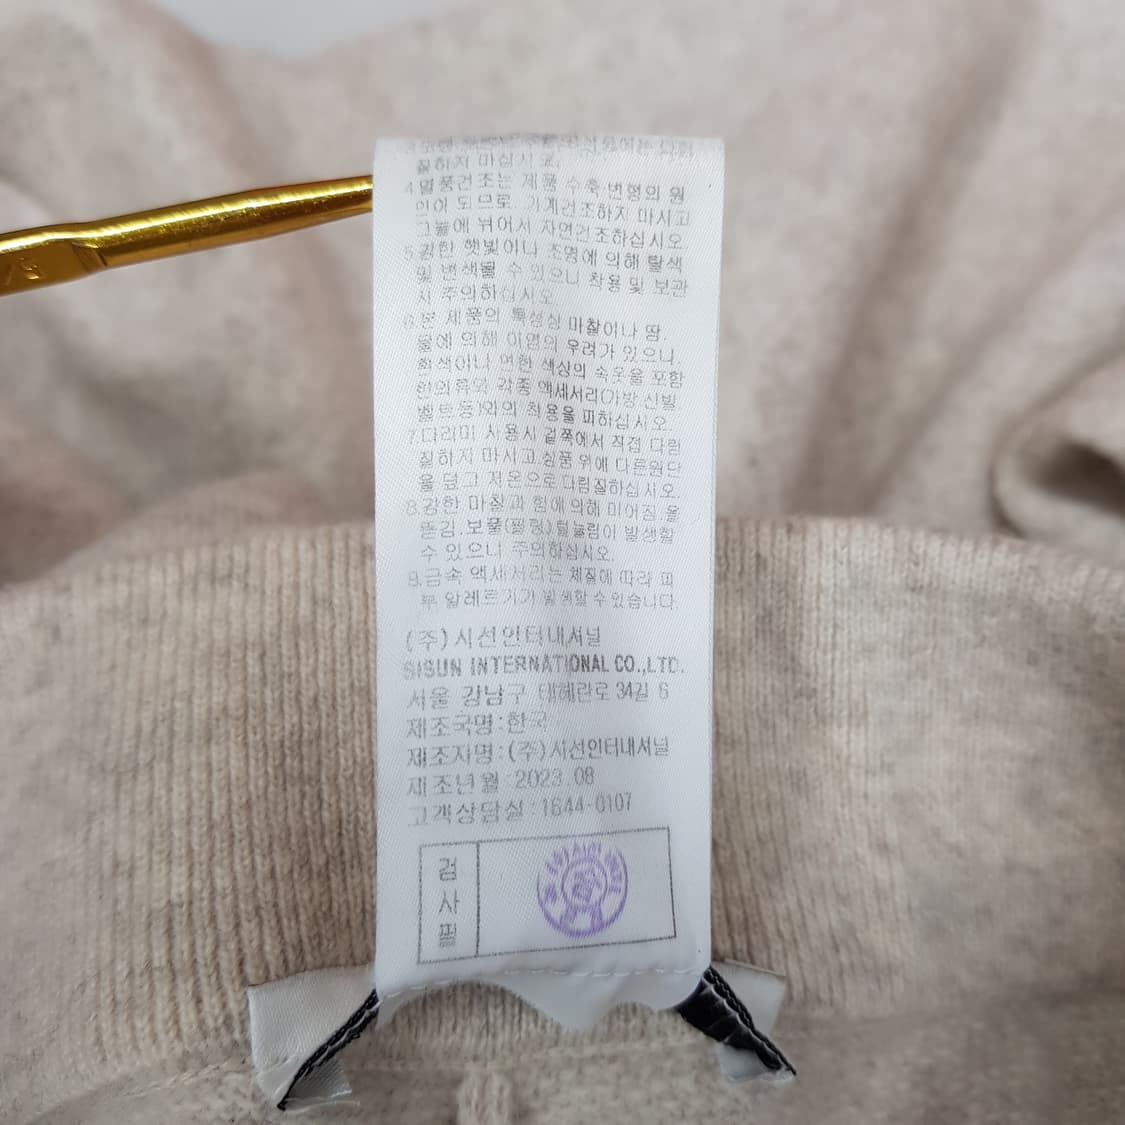 질하지 마십시오.
4.열풍건조는 제품 수축 변형의 원
인이 되므로 기계건조하지 마시고
그늘에 뉘어서 자연건조하십시오.
5.강한 햇빛이나 조명에 의해 탈색
및 변색될 수 있으니 착용 및 보관
시 주의하십시오.
6.본 제품의 특성상 마찰이나 땀.
물에 의해 이염의 우려가 있으니.
흰색이나 연한 색상의 속옷을 포함
한의류와 각종 액세서리(가방.신발.
벨트등)와의 착용을 피하십시오.
7.다리미 사용시 겉쪽에서 직접 다림
질하지 마시고.상품 위에 다른원단
을 덮고 저온으로 다림질하십시오.
8.강한 마찰과 힘에 의해 미어짐.올
뜯김.보풀(필링).털눌림이 발생할
수 있으니 주의하십시오.
9.금속 액세서리는 체질에 따라 피
부 알레르기가 발생할 수 있습니다.
(주)시선인터내셔널
SISUN INTERNATIONAL CO.,LTD.
서울 강남구 테헤란로 34길 6
제조국명:한국
제조자명:(주)시선인터내셔널
제조년월:2023.08
고객상담실:1644-0107
검
사
필